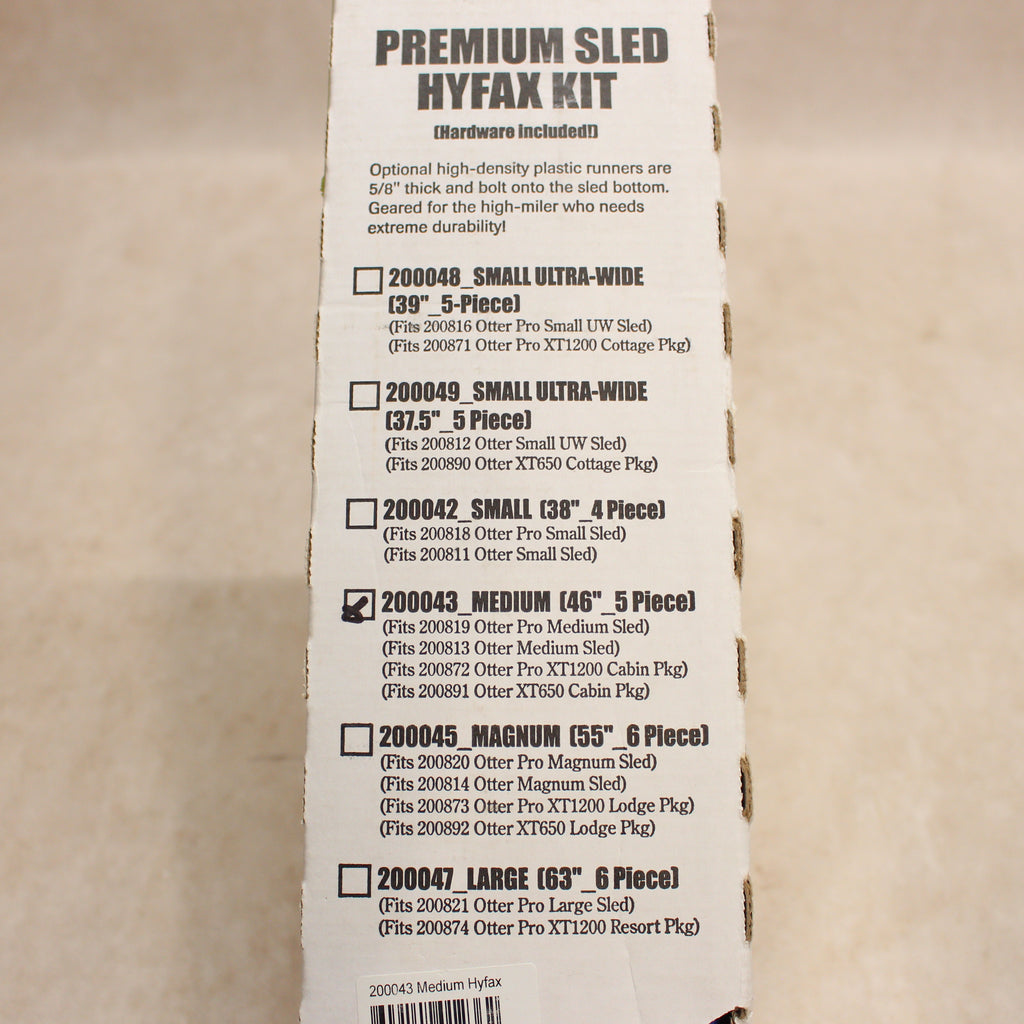 PREMIUM SLED
HYFAX KIT
(Hardware included!)
Optional high-density plastic runners are
5/8" thick and bolt onto the sled bottom.
Geared for the high-miler who needs
extreme durability!
200048_SMALL ULTRA-WIDE
(39"_5-Piece)
(Fits 200816 Otter Pro Small UW Sled)
(Fits 200871 Otter Pro XT1200 Cottage Pkg)
200049_SMALL ULTRA-WIDE
(37.5"_5 Piece)
(Fits 200812 Otter Small UW Sled)
(Fits 200890 Otter XT650 Cottage Pkg)
200042_SMALL (38"_4 Piece)
(Fits 200818 Otter Pro Small Sled)
(Fits 200811 Otter Small Sled)
200043_MEDIUM (46"_5 Piece)
(Fits 200819 Otter Pro Medium Sled)
(Fits 200813 Otter Medium Sled)
(Fits 200872 Otter Pro XT1200 Cabin Pkg)
(Fits 200891 Otter XT650 Cabin Pkg)
200045_MAGNUM (55"_6 Piece)
(Fits 200820 Otter Pro Magnum Sled)
(Fits 200814 Otter Magnum Sled)
(Fits 200873 Otter Pro XT1200 Lodge Pkg)
(Fits 200892 Otter XT650 Lodge Pkg)
200047_LARGE (63"_6 Piece)
(Fits 200821 Otter Pro Large Sled)
(Fits 200874 Otter Pro XT1200 Resort Pkg)
200043 Medium Hyfax